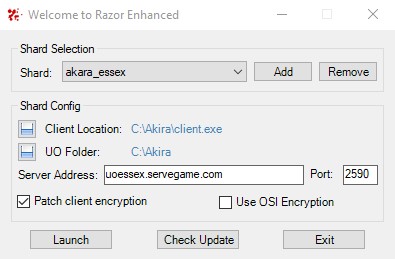 Welcome to Razor Enhanced
Shard Selection
Shard: akara_essex Add Remove
Shard Config
Client Location: C:\Akira\client.exe
UO Folder: C:\Akira
Server Address: uoessex.servegame.com Port: 2590
Patch client encryption Use OSI Encryption
Launch Check Update Exit